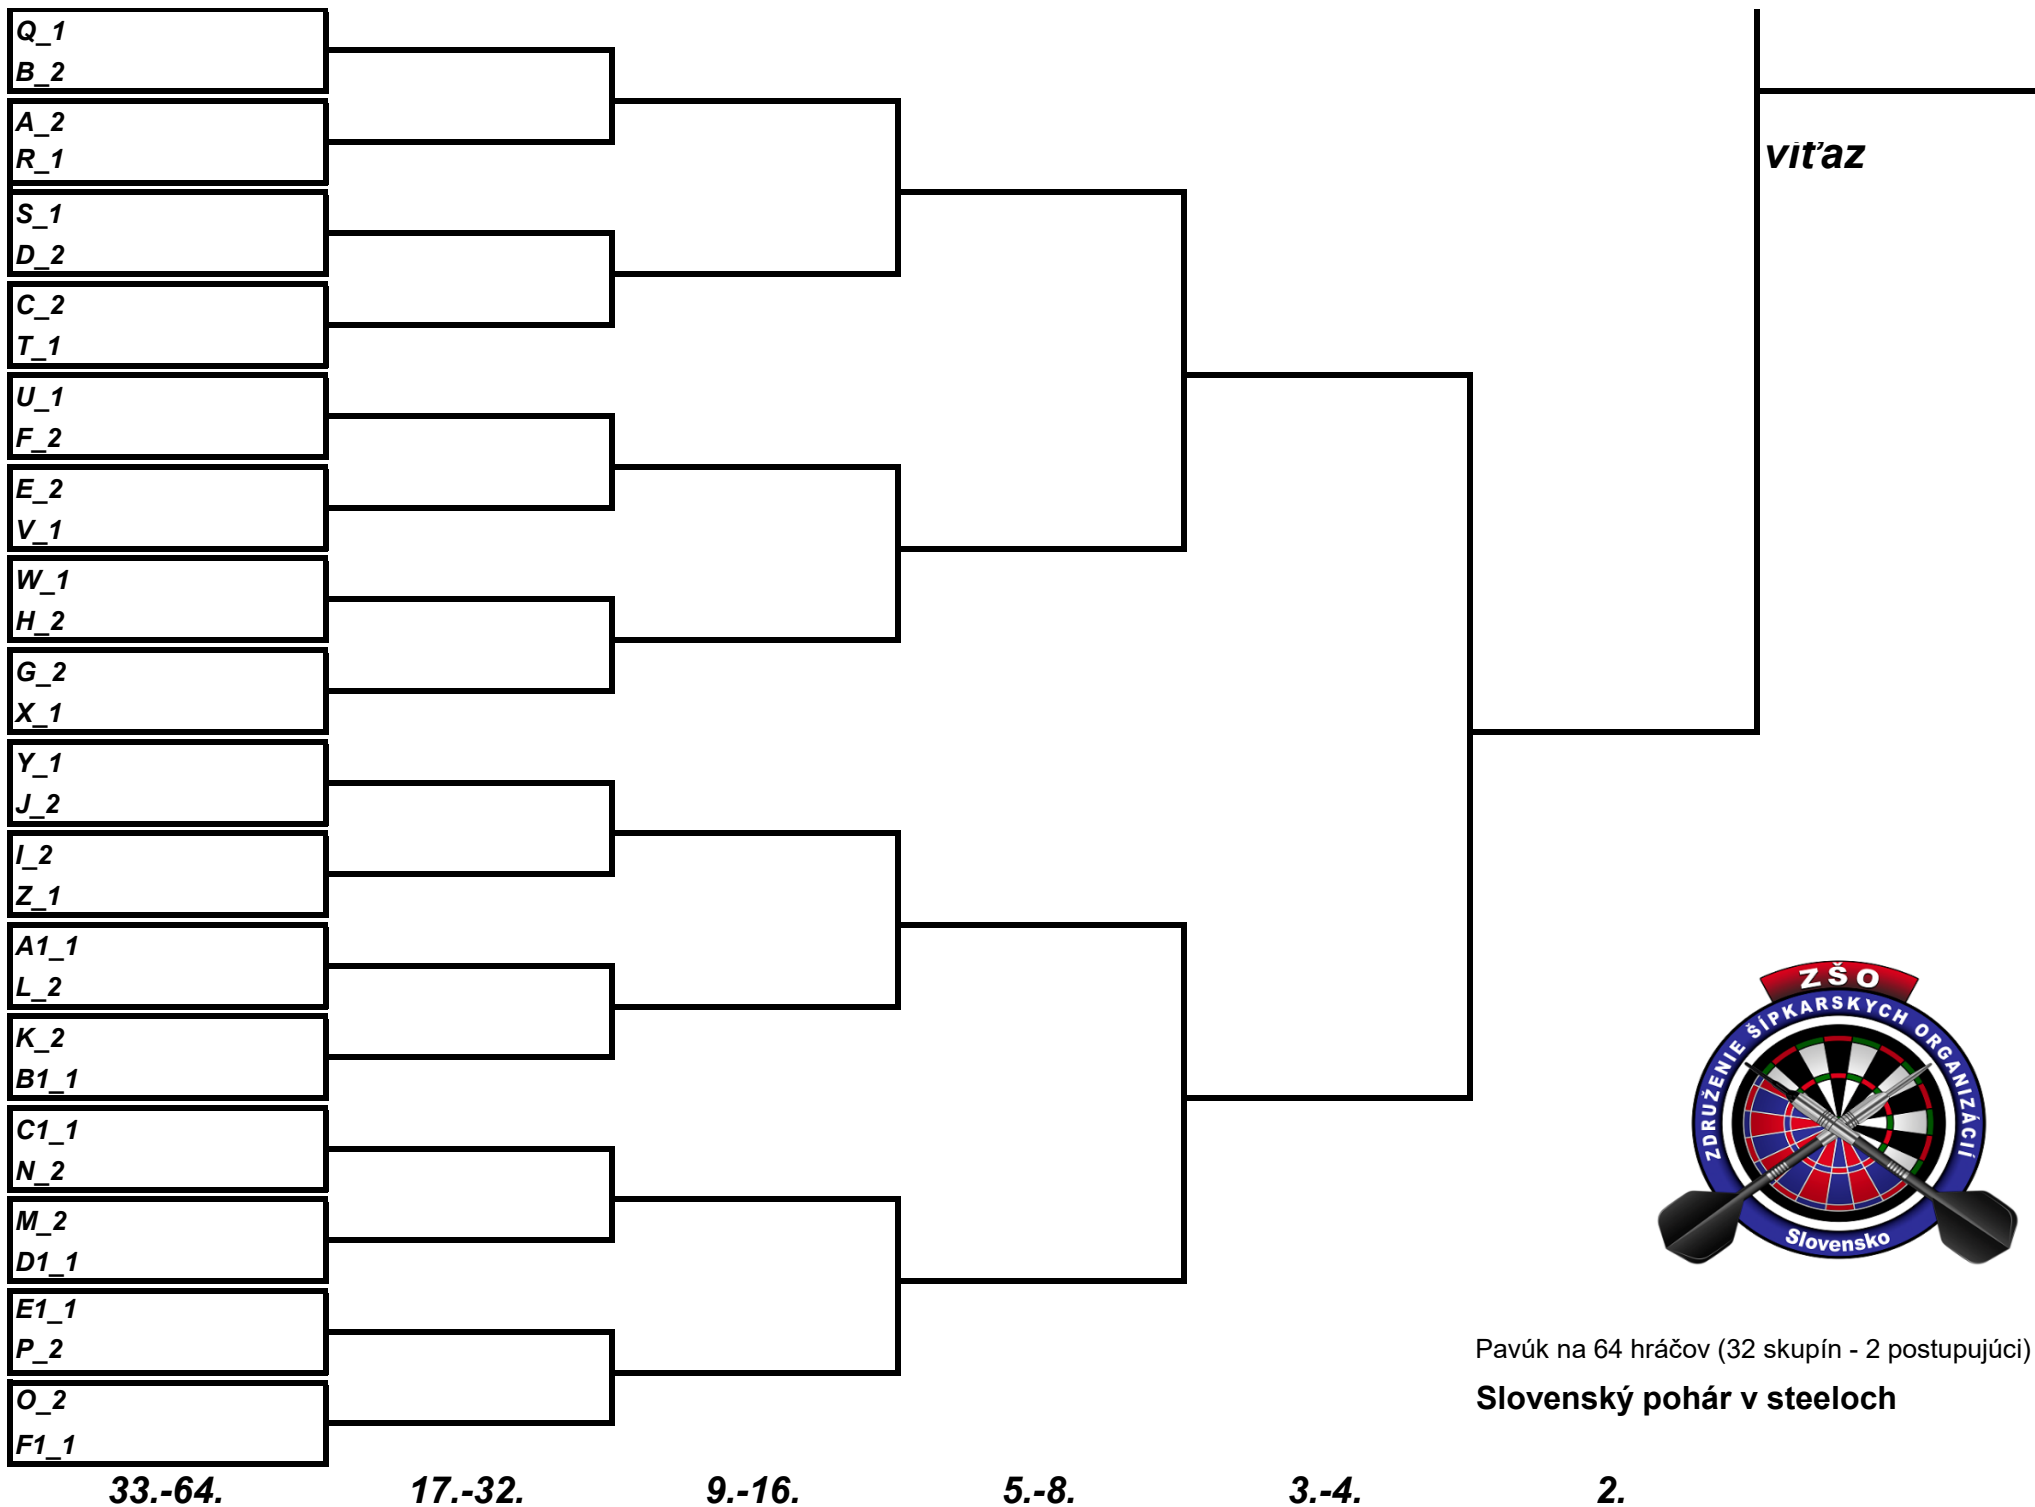 Q_1
B_2
A_2
R_1
S_1
D_2
C_2
T_1
U_1
F_2
E_2
V_1
W_1
H_2
G_2
X_1
Y_1
J_2
I_2
Z_1
A1_1
L_2
K_2
B1_1
C1_1
N_2
M_2
D1_1
E1_1
P_2
O_2
F1_1
víťaz
ZŠO
ZDRUŽENIE ŠÍPKARSKYCH ORGANIZÁCIÍ
Slovensko
Pavúk na 64 hráčov (32 skupín - 2 postupujúci)
Slovenský pohár v steeloch
33.-64.
17.-32.
9.-16.
5.-8.
3.-4.
2.